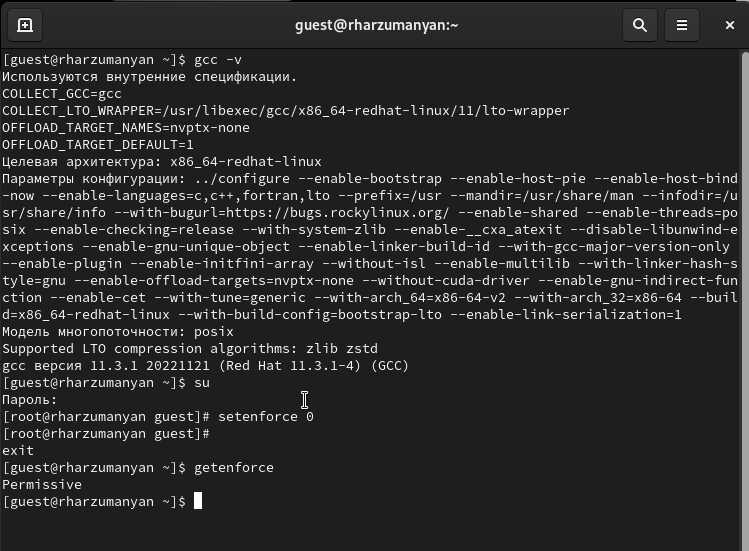 guest@rharzumanyan:~
[guest@rharzumanyan ~]$ gcc -v
Используются внутренние спецификации.
COLLECT_GCC=gcc
COLLECT_LTO_WRAPPER=/usr/libexec/gcc/x86_64-redhat-linux/11/lto-wrapper
OFFLOAD_TARGET_NAMES=nvptx-none
OFFLOAD_TARGET_DEFAULT=1
Целевая архитектура: x86_64-redhat-linux
Параметры конфигурации: ../configure --enable-bootstrap --enable-host-pie --enable-host-bind
-now --enable-languages=c,c++,fortran,lto --prefix=/usr --mandir=/usr/share/man --infodir=/u
sr/share/info --with-bugurl=https://bugs.rockylinux.org/ --enable-shared --enable-threads=po
six --enable-checking=release --with-system-zlib --enable-__cxa_atexit --disable-libunwind-e
xceptions --enable-gnu-unique-object --enable-linker-build-id --with-gcc-major-version-only
--enable-plugin --enable-initfini-array --without-isl --enable-multilib --with-linker-hash-s
tyle=gnu --enable-offload-targets=nvptx-none --without-cuda-driver --enable-gnu-indirect-fun
ction --enable-cet --with-tune=generic --with-arch_64=x86-64-v2 --with-arch_32=x86-64 --buil
d=x86_64-redhat-linux --with-build-config=bootstrap-lto --enable-link-serialization=1
Модель многопоточности: posix
Supported LTO compression algorithms: zlib zstd
gcc версия 11.3.1 20221121 (Red Hat 11.3.1-4) (GCC)
[guest@rharzumanyan ~]$ su
Пароль:
[root@rharzumanyan guest]# setenforce 0
[root@rharzumanyan guest]#
exit
[guest@rharzumanyan ~]$ getenforce
Permissive
[guest@rharzumanyan ~]$